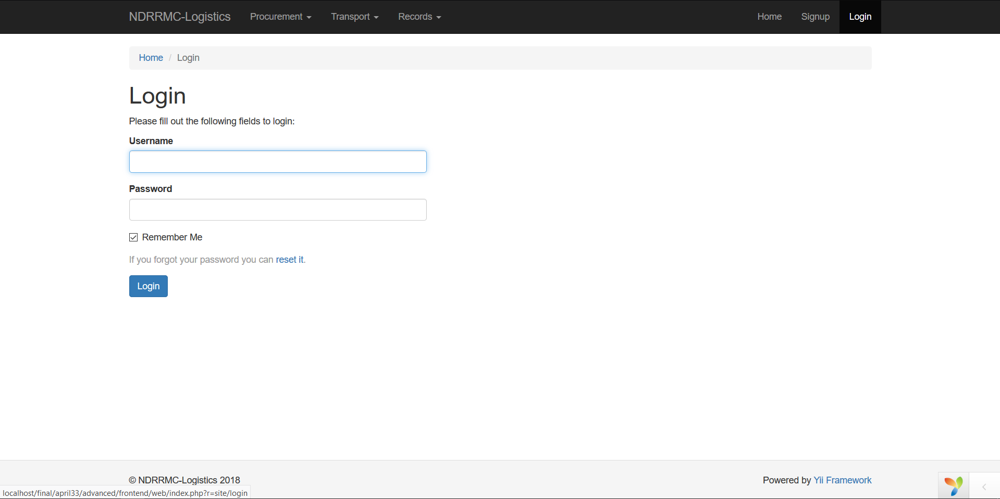 NDRRMC-Logistics Procurement Transport Records Home Signup Login
Home / Login
Login
Please fill out the following fields to login:
Username
Password
Remember Me
If you forgot your password you can reset it.
Login
© NDRRMC-Logistics 2018 Powered by Yii Framework
localhost/final/april33/advanced/frontend/web/index.php?r=site/login